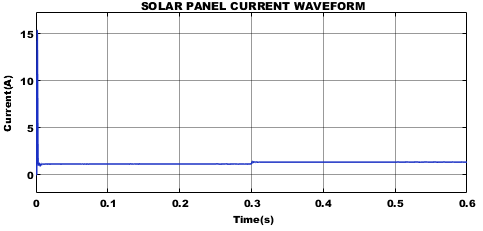 SOLAR PANEL CURRENT WAVEFORM
15
10
5
0
Current(A)
0 0.1 0.2 0.3 0.4 0.5 0.6
Time(s)